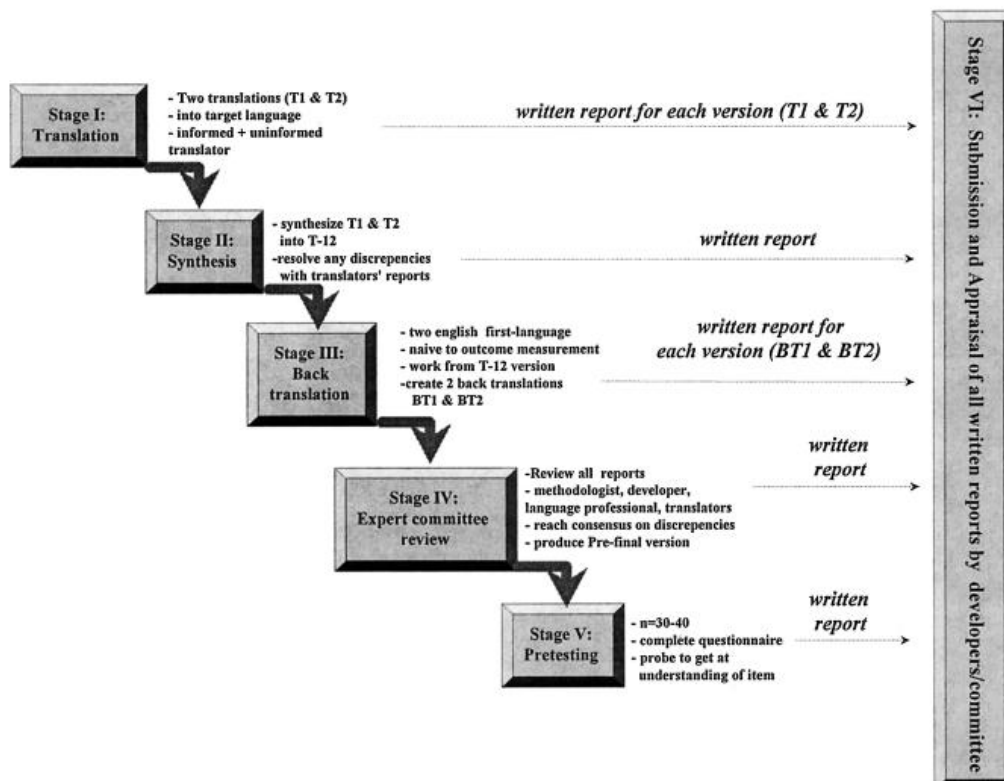 Stage I:
Translation
- Two translations (T1 & T2)
- into target language
- informed + uninformed
translator
written report for each version (T1 & T2)
Stage II:
Synthesis
- synthesize T1 & T2
into T-12
-resolve any discrepencies
with translators' reports
written report
Stage III:
Back
translation
- two english first-language
- naive to outcome measurement
- work from T-12 version
-create 2 back translations
BT1 & BT2
written report for
each version (BT1 & BT2)
Stage IV:
Expert committee
review
-Review all reports
- methodologist, developer,
language professional, translators
- reach consensus on discrepencies
- produce Pre-final version
written
report
Stage V:
Pretesting
- n=30-40
- complete questionnaire
- probe to get at
understanding of item
written
report
Stage VI: Submission and Appraisal of all written reports by developers/committee